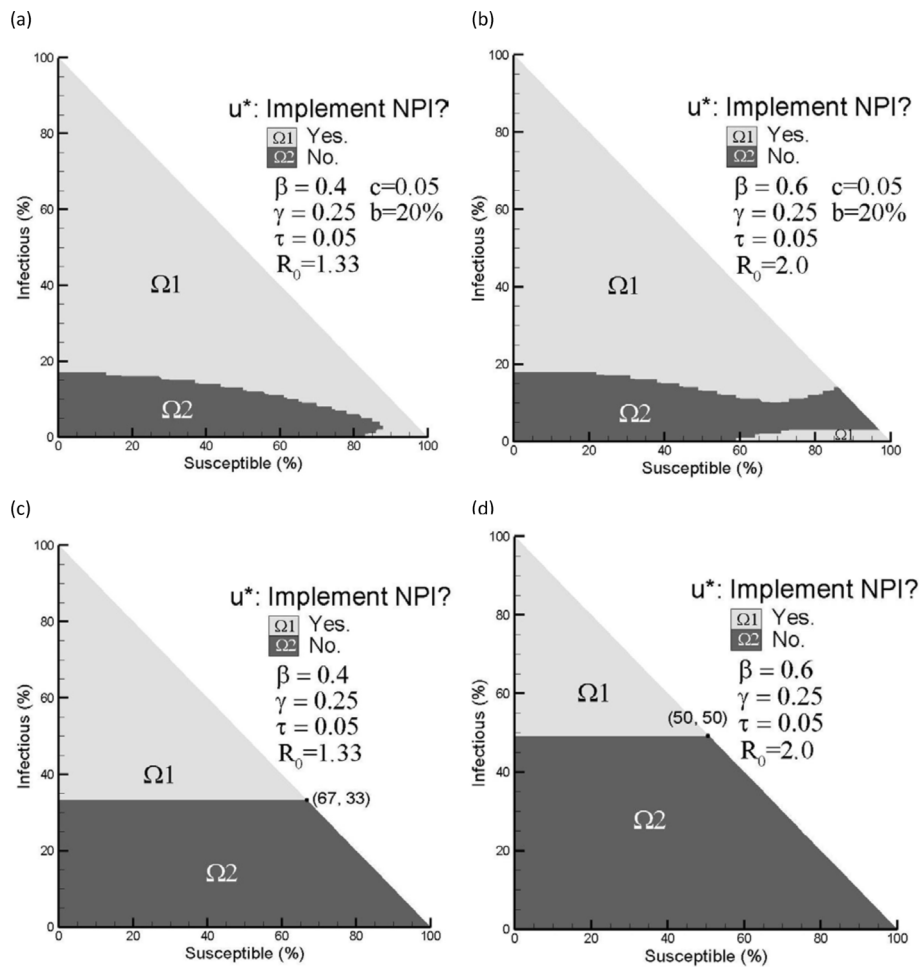 (a)
100
80
60
40
20
0
Infectious (%)
0 20 40 60 80 100
Susceptible (%)
u*: Implement NPI?
Ω1 Yes.
Ω2 No.
β = 0.4 c=0.05
γ = 0.25 b=20%
τ = 0.05
R0=1.33
Ω1
Ω2
(b)
100
80
60
40
20
0
Infectious (%)
0 20 40 60 80 100
Susceptible (%)
u*: Implement NPI?
Ω1 Yes.
Ω2 No.
β = 0.6 c=0.05
γ = 0.25 b=20%
τ = 0.05
R0=2.0
Ω1
Ω2
Ω1
(c)
100
80
60
40
20
0
Infectious (%)
0 20 40 60 80 100
Susceptible (%)
u*: Implement NPI?
Ω1 Yes.
Ω2 No.
β = 0.4
γ = 0.25
τ = 0.05
R0=1.33
Ω1
(67, 33)
Ω2
(d)
100
80
60
40
20
0
Infectious (%)
0 20 40 60 80 100
Susceptible (%)
u*: Implement NPI?
Ω1 Yes.
Ω2 No.
β = 0.6
γ = 0.25
τ = 0.05
R0=2.0
Ω1
(50, 50)
Ω2